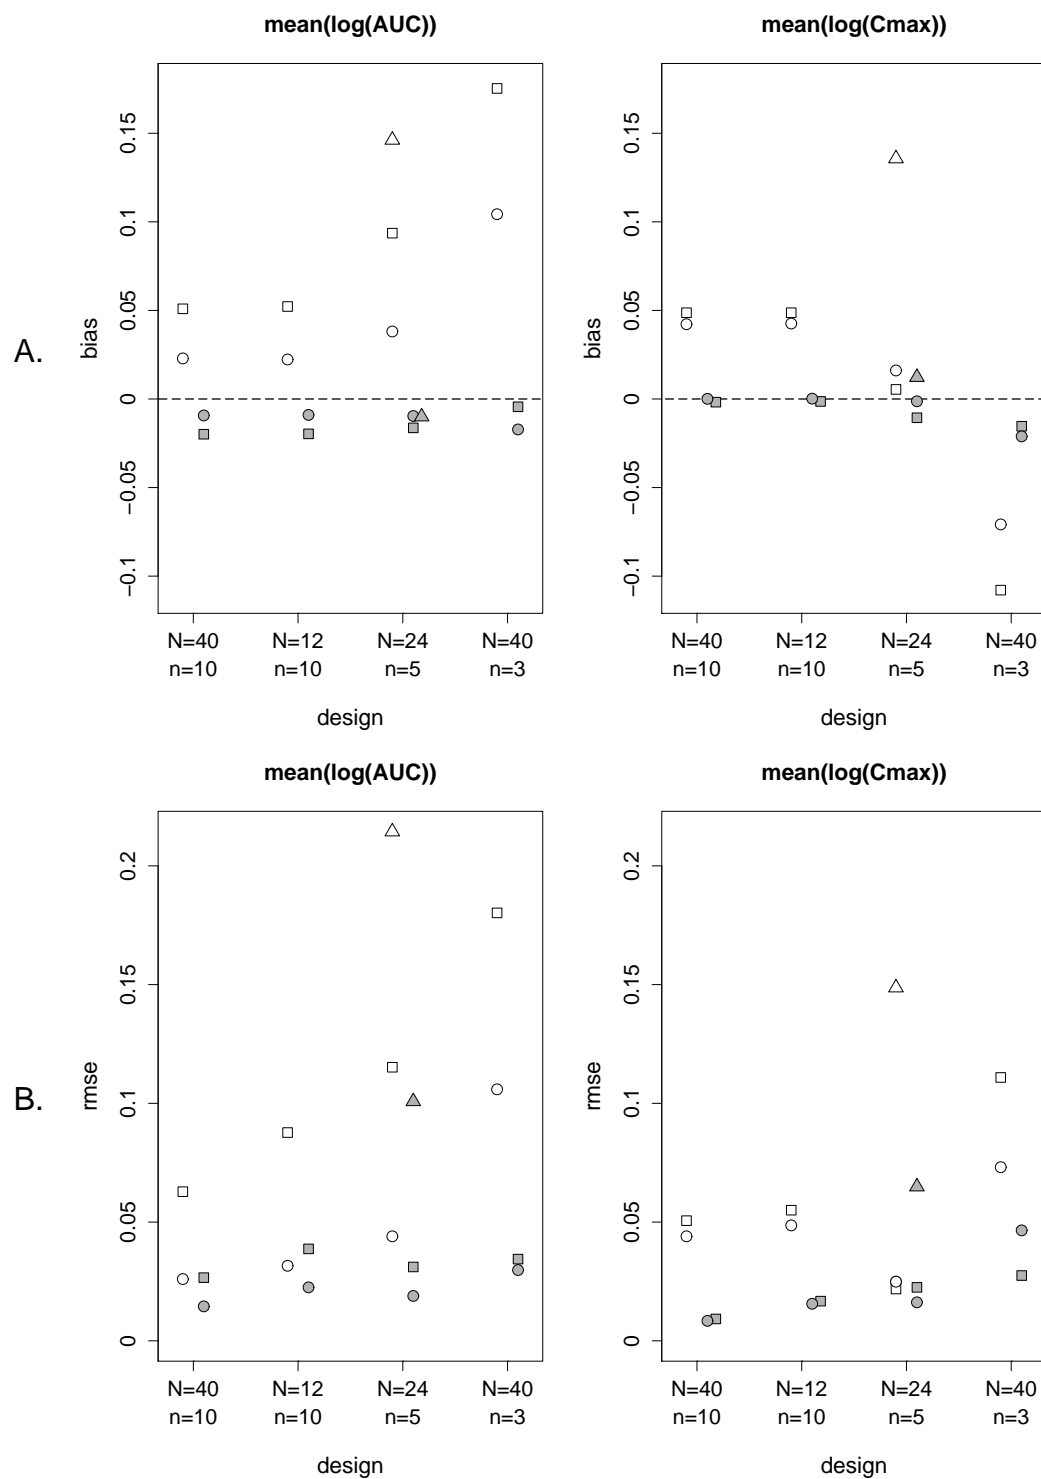 mean(log(AUC))
mean(log(Cmax))
A.
bias
0.15
0.1
0.05
0
−0.05
−0.1
N=40 N=12 N=24 N=40
n=10 n=10 n=5 n=3
design
bias
0.15
0.1
0.05
0
−0.05
−0.1
N=40 N=12 N=24 N=40
n=10 n=10 n=5 n=3
design
mean(log(AUC))
mean(log(Cmax))
B.
rmse
0.2
0.15
0.1
0.05
0
N=40 N=12 N=24 N=40
n=10 n=10 n=5 n=3
design
rmse
0.2
0.15
0.1
0.05
0
N=40 N=12 N=24 N=40
n=10 n=10 n=5 n=3
design